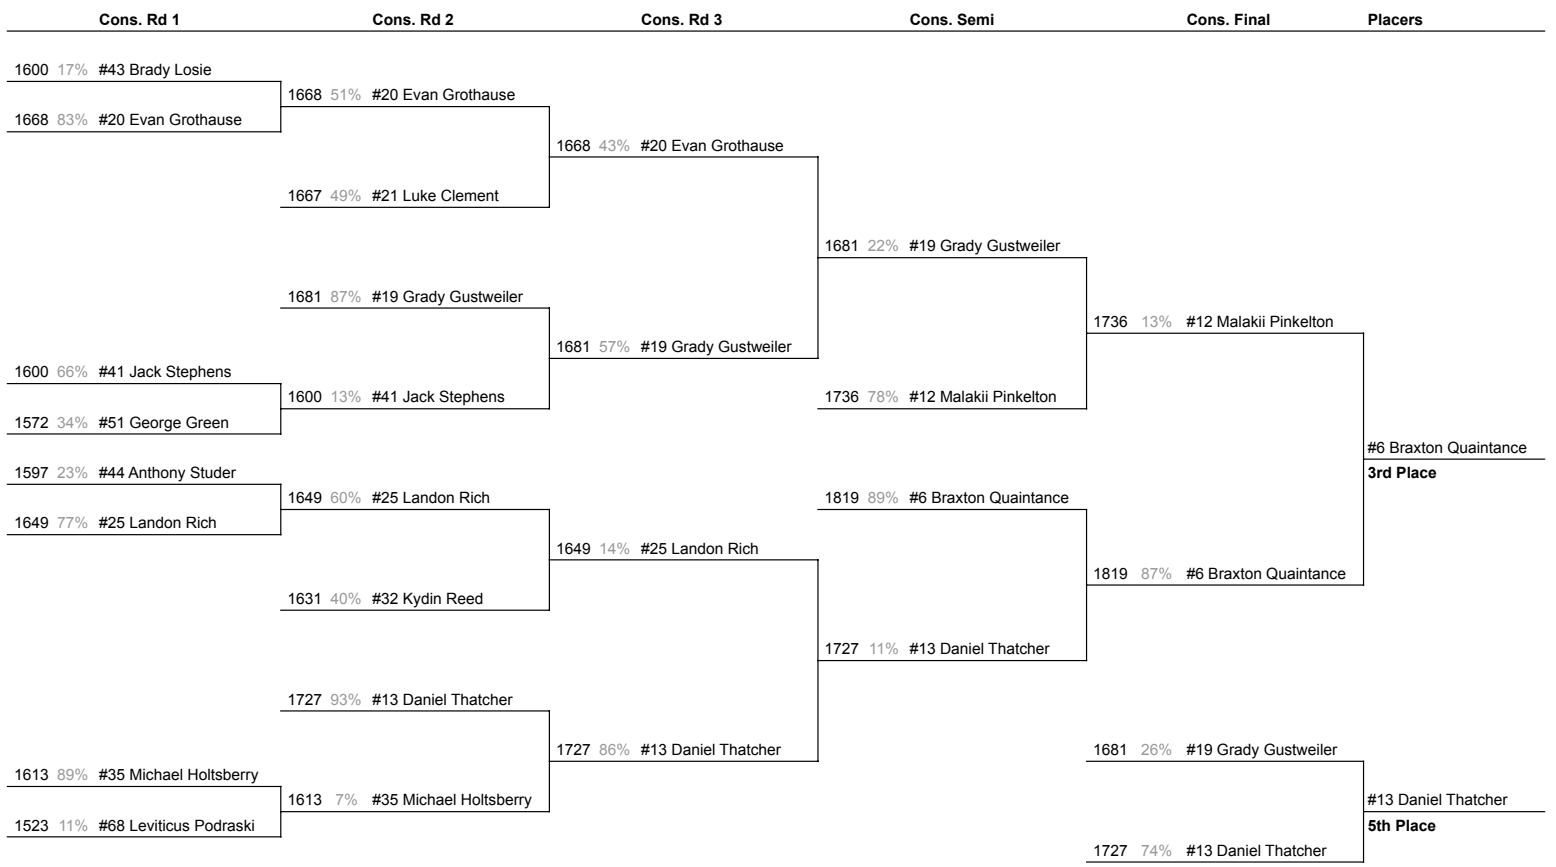 Cons. Rd 1 Cons. Rd 2 Cons. Rd 3 Cons. Semi Cons. Final Placers
1600 17% #43 Brady Losie
1668 51% #20 Evan Grothause
1668 83% #20 Evan Grothause
1668 43% #20 Evan Grothause
1667 49% #21 Luke Clement
1681 22% #19 Grady Gustweiler
1681 87% #19 Grady Gustweiler
1736 13% #12 Malakii Pinkelton
1681 57% #19 Grady Gustweiler
1600 66% #41 Jack Stephens
1600 13% #41 Jack Stephens
1736 78% #12 Malakii Pinkelton
1572 34% #51 George Green
#6 Braxton Quaintance
1597 23% #44 Anthony Studer
3rd Place
1649 60% #25 Landon Rich
1819 89% #6 Braxton Quaintance
1649 77% #25 Landon Rich
1649 14% #25 Landon Rich
1819 87% #6 Braxton Quaintance
1631 40% #32 Kydin Reed
1727 11% #13 Daniel Thatcher
1727 93% #13 Daniel Thatcher
1727 86% #13 Daniel Thatcher
1681 26% #19 Grady Gustweiler
1613 89% #35 Michael Holtsberry
1613 7% #35 Michael Holtsberry
#13 Daniel Thatcher
1523 11% #68 Leviticus Podraski
5th Place
1727 74% #13 Daniel Thatcher